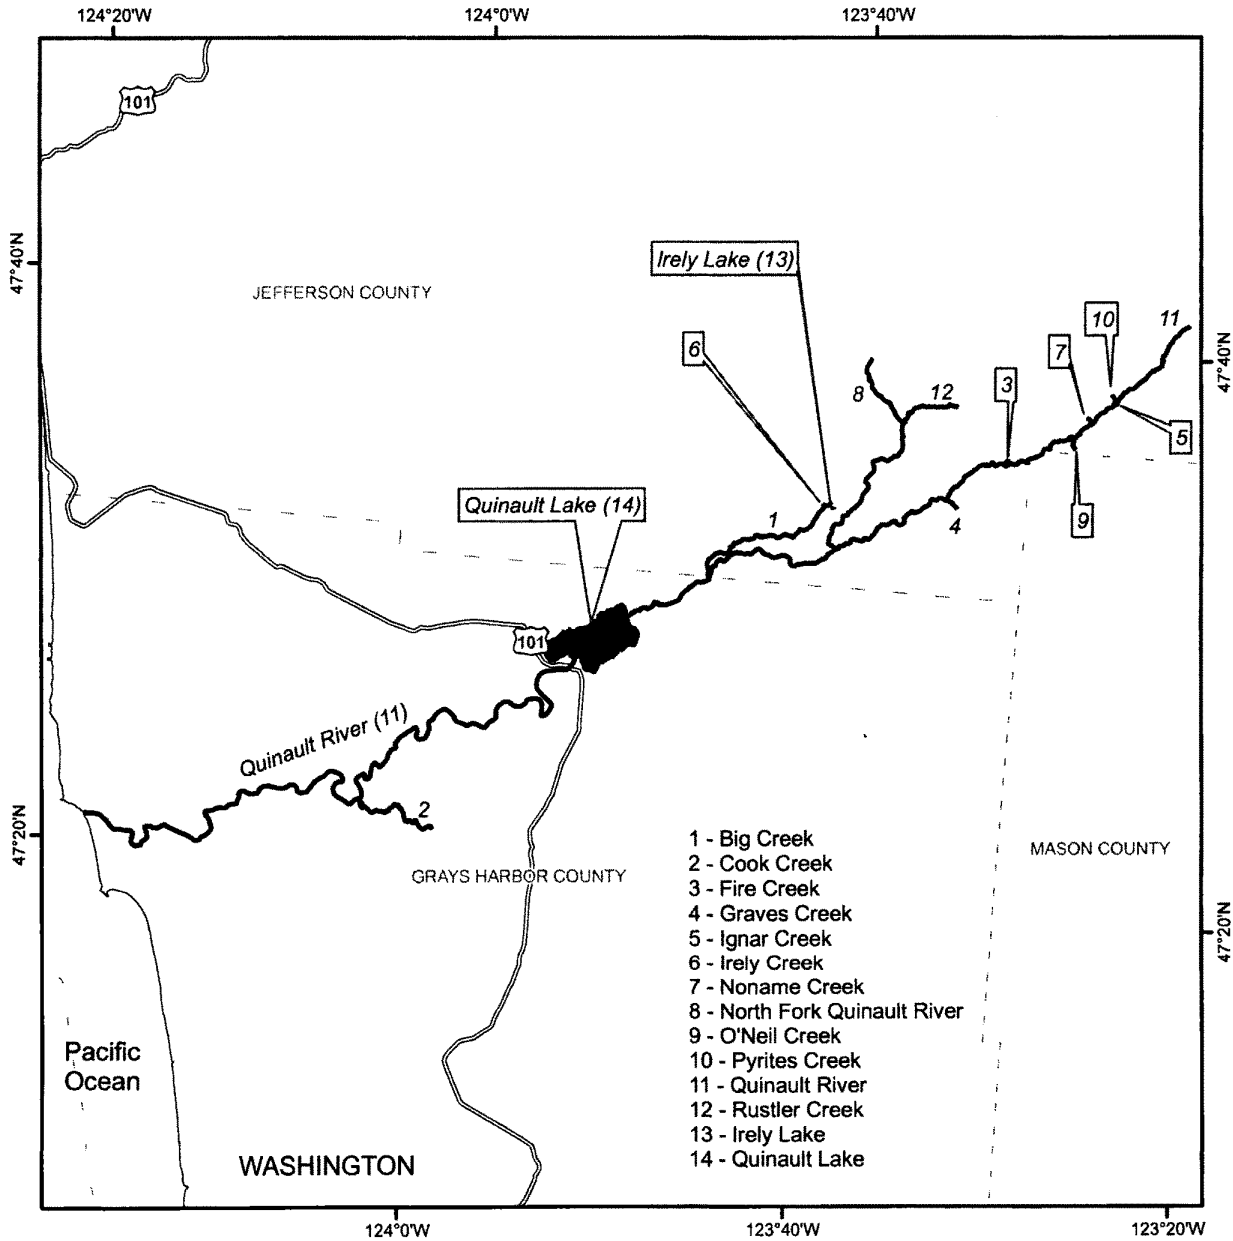 124°20'W
124°0'W
123°40'W
101
47°40'N
JEFFERSON COUNTY
Irely Lake (13)
6
8
12
3
7
10
11
47°40'N
5
9
4
1
Quinault Lake (14)
101
Quinault River (11)
2
47°20'N
GRAYS HARBOR COUNTY
MASON COUNTY
47°20'N
1 - Big Creek
2 - Cook Creek
3 - Fire Creek
4 - Graves Creek
5 - Ignar Creek
6 - Irely Creek
7 - Noname Creek
8 - North Fork Quinault River
9 - O'Neil Creek
10 - Pyrites Creek
11 - Quinault River
12 - Rustler Creek
13 - Irely Lake
14 - Quinault Lake
Pacific
Ocean
WASHINGTON
124°0'W
123°40'W
123°20'W